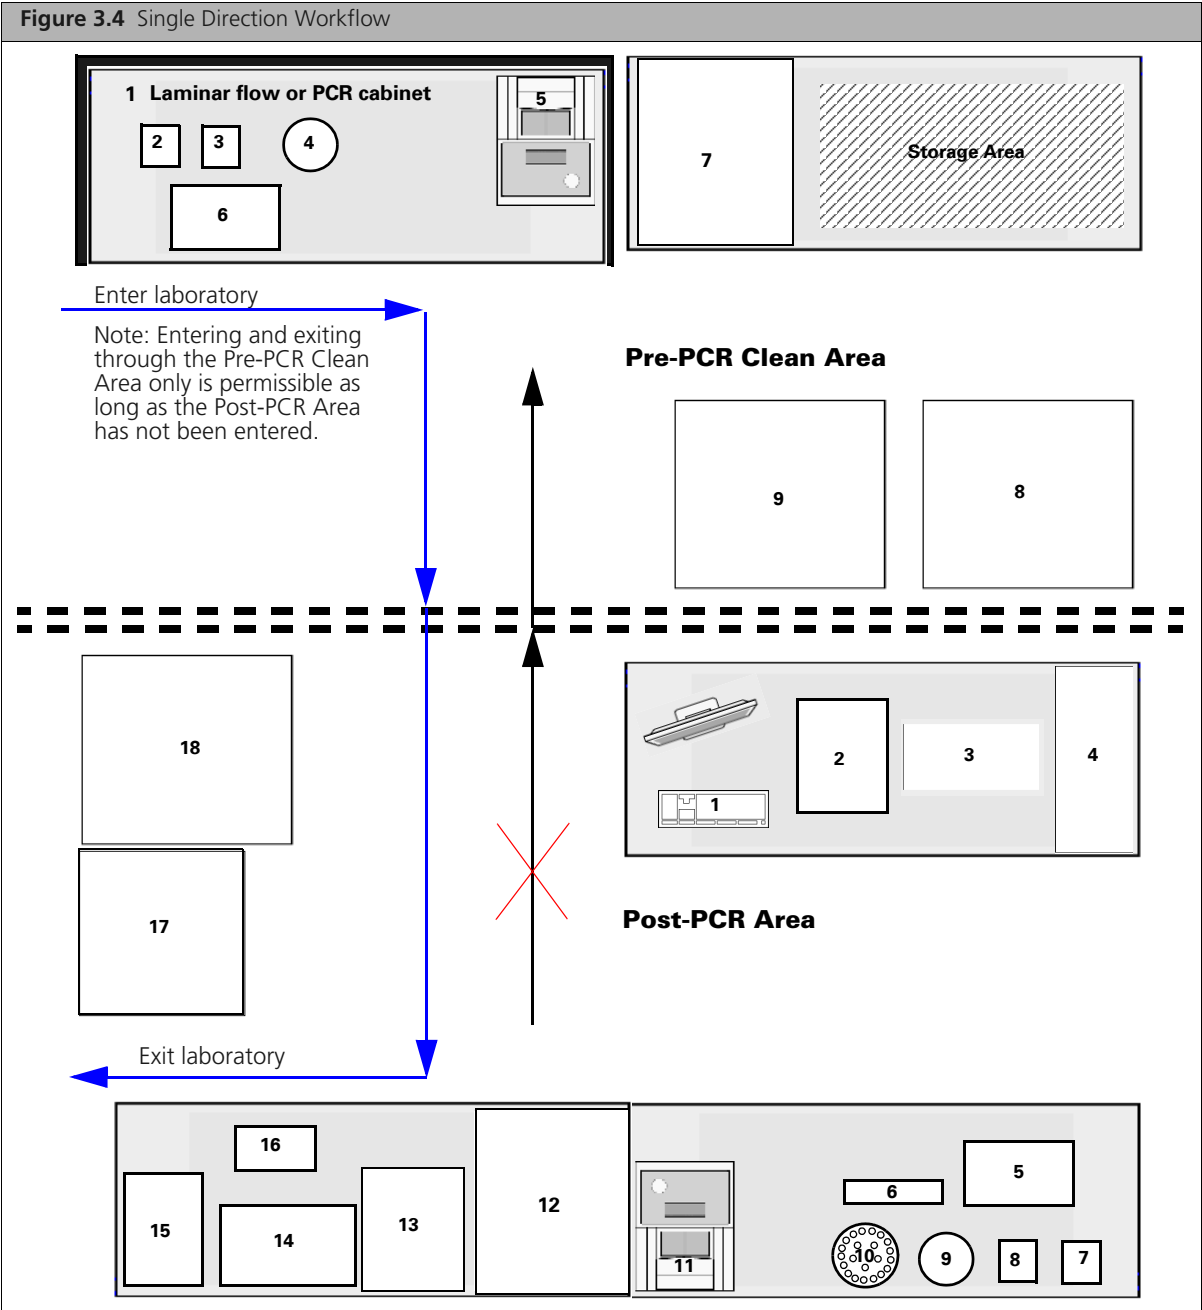 Figure 3.4 Single Direction Workflow
1 Laminar flow or PCR cabinet
5
2
3
4
6
7
Storage Area
Enter laboratory
Note: Entering and exiting
through the Pre-PCR Clean
Area only is permissible as
long as the Post-PCR Area
has not been entered.
Pre-PCR Clean Area
9
8
18
17
1
2
3
4
Post-PCR Area
Exit laboratory
16
15
14
13
12
11
5
6
10
9
8
7